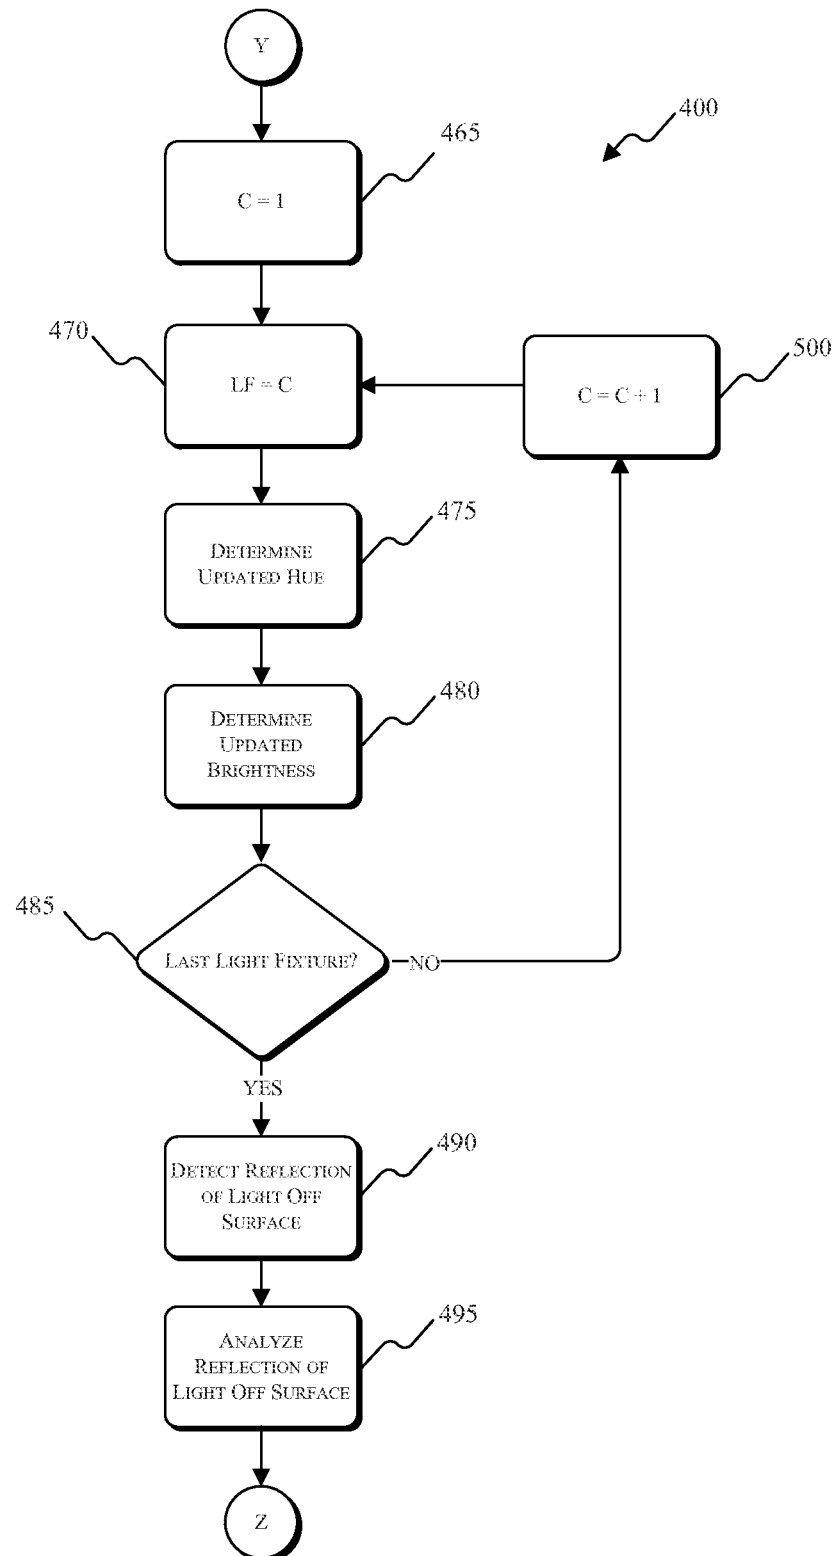 Y
400
465
C = 1
470
LF = C
500
C = C + 1
475
DETERMINE
UPDATED HUE
480
DETERMINE
UPDATED
BRIGHTNESS
485
LAST LIGHT FIXTURE?
NO
YES
490
DETECT REFLECTION
OF LIGHT OFF
SURFACE
495
ANALYZE
REFLECTION OF
LIGHT OFF SURFACE
Z